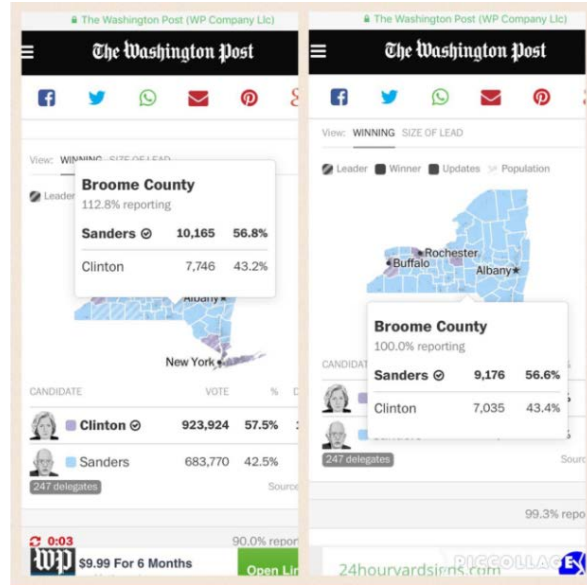 The Washington Post (WP Company Llc)
The Washington Post
View: WINNING SIZE OF LEAD
Leader
Broome County
112.8% reporting
Sanders 10,165 56.8%
Clinton 7,746 43.2%
Albany
New York
CANDIDATE VOTE %
Clinton 923,924 57.5%
Sanders 683,770 42.5%
247 delegates Source
0:03 90.0% repor
wp $9.99 For 6 Months Open Lin
The Washington Post (WP Company Llc)
The Washington Post
View: WINNING SIZE OF LEAD
Leader Winner Updates Population
Rochester
Buffalo
Albany
Broome County
100.0% reporting
Sanders 9,176 56.6%
Clinton 7,035 43.4%
CANDIDAT
247 delegates Sour
99.3% repo
24hourvardsigns.com
PICCOLLAGE